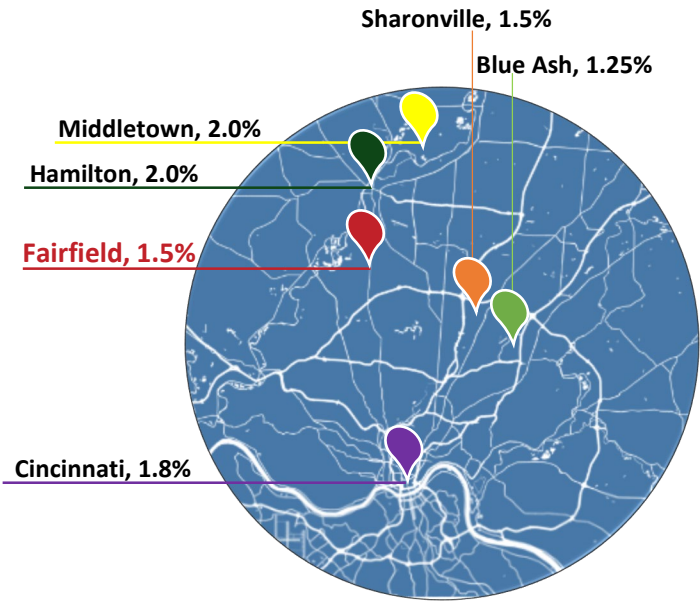 Sharonville, 1.5%
Blue Ash, 1.25%
Middletown, 2.0%
Hamilton, 2.0%
Fairfield, 1.5%
Cincinnati, 1.8%